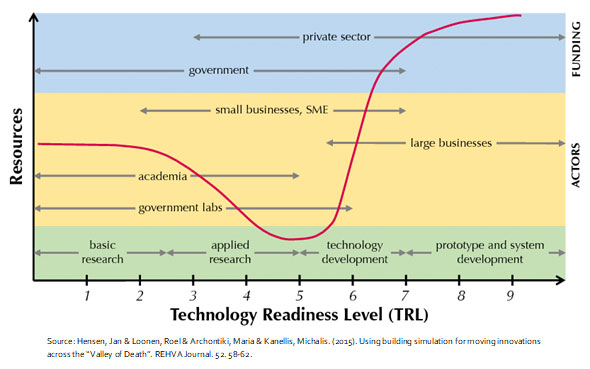 private sector
government
FUNDING
small businesses, SME
large businesses
academia
government labs
ACTORS
Resources
basic
research
applied
research
technology
development
prototype and system
development
1 2 3 4 5 6 7 8 9
Technology Readiness Level (TRL)
Source: Hensen, Jan & Loonen, Roel & Archontiki, Maria & Kanellis, Michalis. (2015). Using building simulation for moving innovations
across the "Valley of Death". REHVA Journal. 52. 58-62.